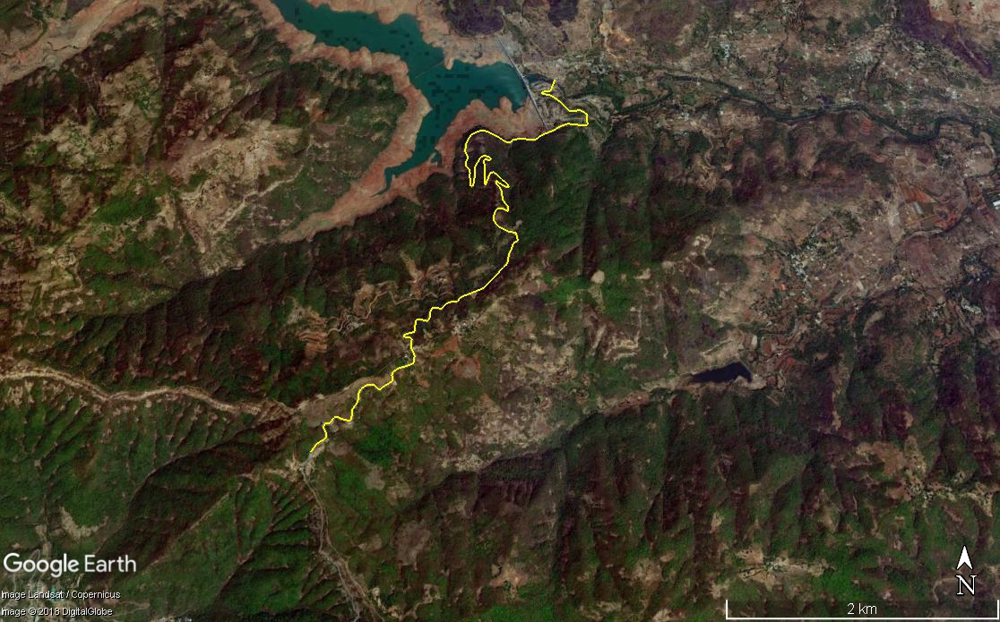 Google Earth
Image Landsat / Copernicus
Image © 2018 DigitalGlobe
N
2 km